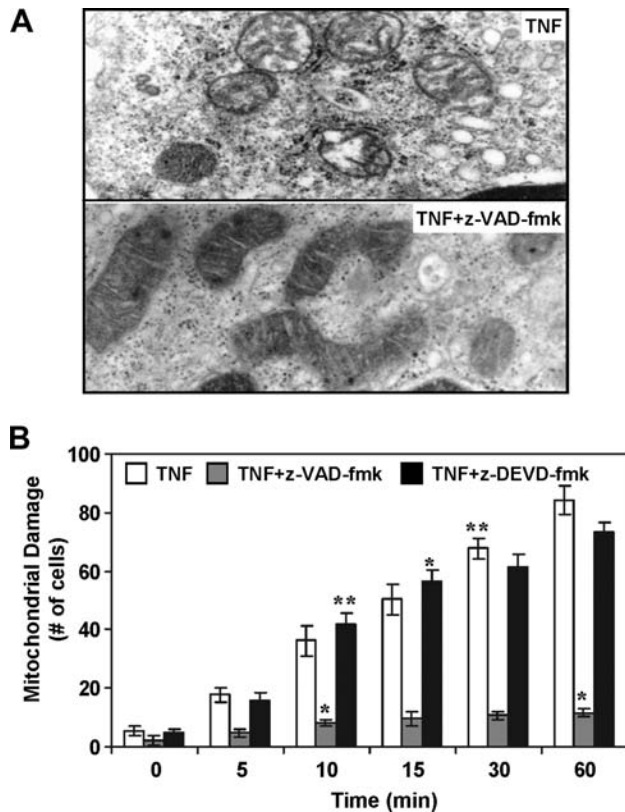 A
TNF
TNF+z-VAD-fmk
B
Mitochondrial Damage
(# of cells)
100
80
60
40
20
0
TNF
TNF+z-VAD-fmk
TNF+z-DEVD-fmk
*
**
*
**
*
0 5 10 15 30 60
Time (min)